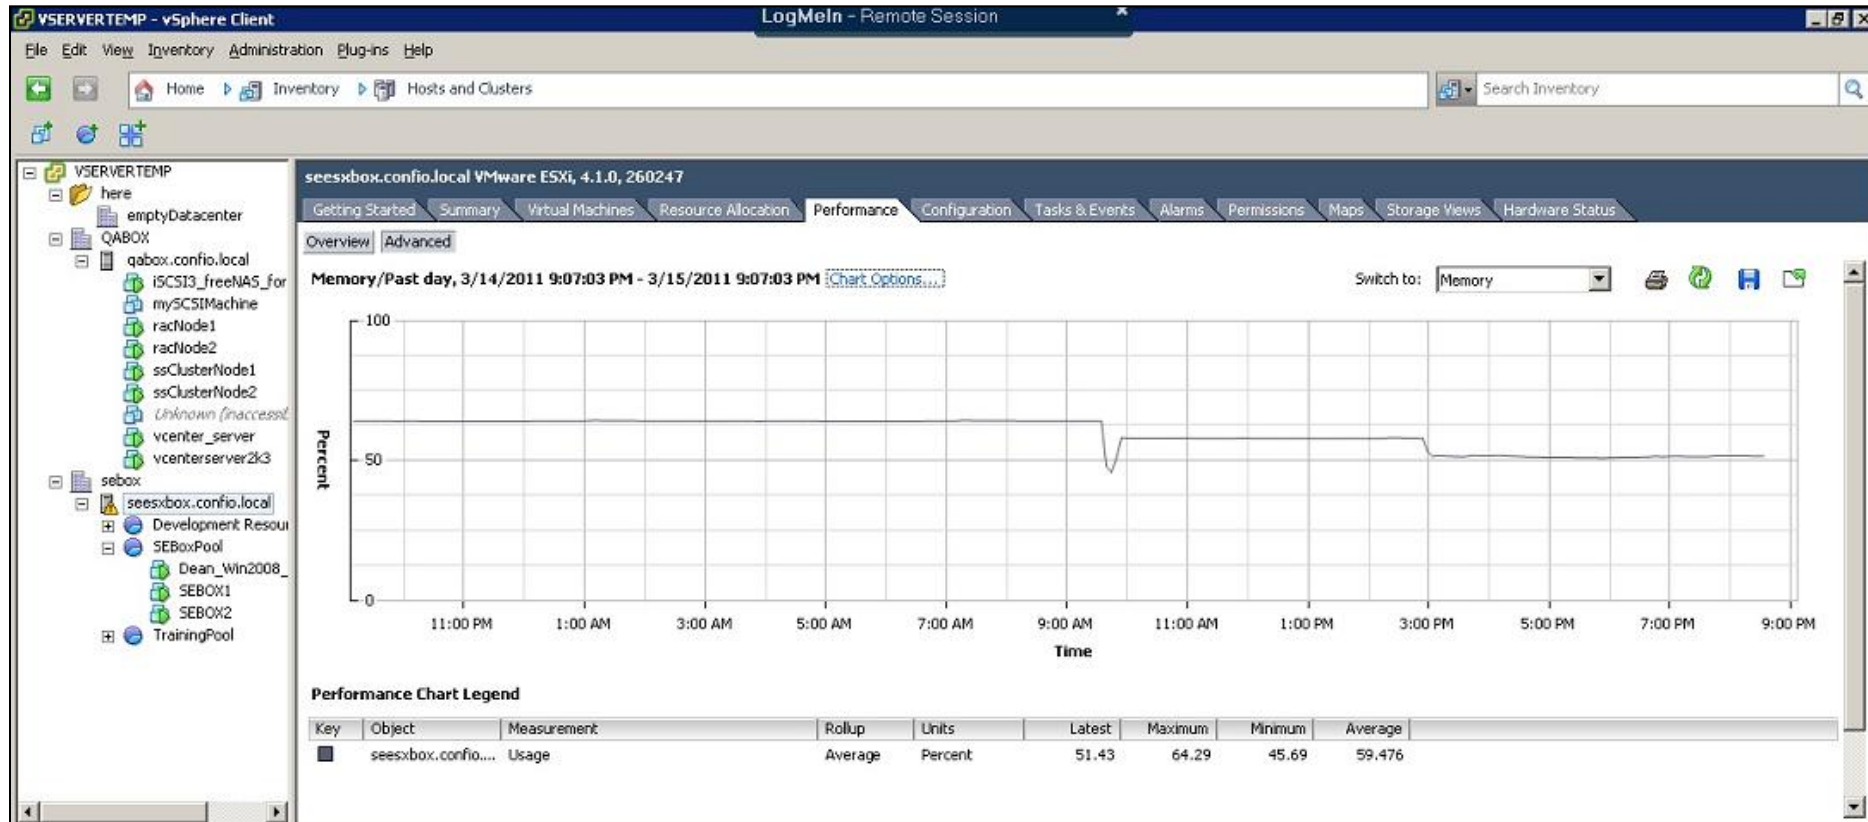 VSERVERTEMP - vSphere Client
LogMeIn - Remote Session
File Edit View Inventory Administration Plug-ins Help
Home Inventory Hosts and Clusters
Search Inventory
VSERVERTEMP
here
emptyDatacenter
QABOX
qabox.confio.local
iSCSI3_freeNAS_for
mySCSIMachine
racNode1
racNode2
ssClusterNode1
ssClusterNode2
Unknown (inaccessit
vcenter_server
vcenterserver2k3
sebox
seesxbox.confio.local
Development Resour
SEBoxPool
Dean_Win2008_
SEBOX1
SEBOX2
TrainingPool
seesxbox.confio.local VMware ESXi, 4.1.0, 260247
Getting Started Summary Virtual Machines Resource Allocation Performance Configuration Tasks & Events Alarms Permissions Maps Storage Views Hardware Status
Overview Advanced
Memory/Past day, 3/14/2011 9:07:03 PM - 3/15/2011 9:07:03 PM Chart Options...
Switch to: Memory
100
Percent
50
0
11:00 PM 1:00 AM 3:00 AM 5:00 AM 7:00 AM 9:00 AM 11:00 AM 1:00 PM 3:00 PM 5:00 PM 7:00 PM 9:00 PM
Time
Performance Chart Legend
Key Object Measurement Rollup Units Latest Maximum Minimum Average
seesxbox.confio.... Usage Average Percent 51.43 64.29 45.69 59.476